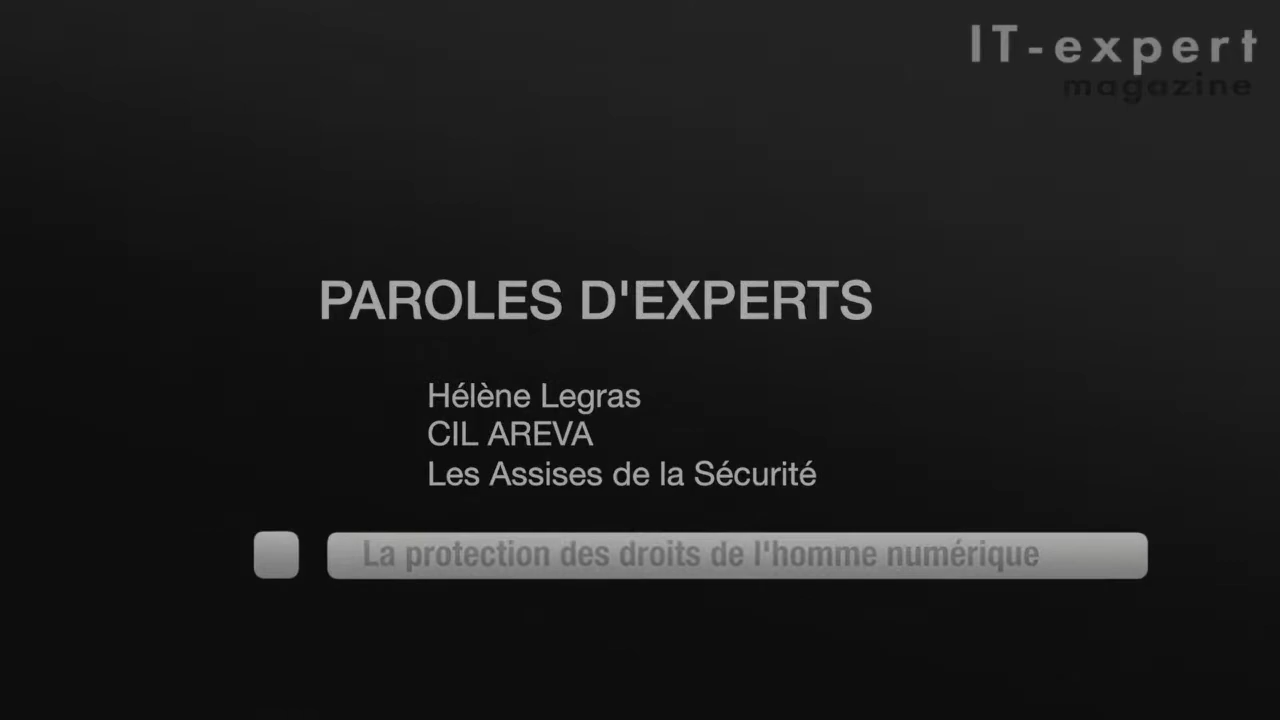 IT-expert
magazine
PAROLES D'EXPERTS
Hélène Legras
CIL AREVA
Les Assises de la Sécurité
La protection des droits de l'homme numérique